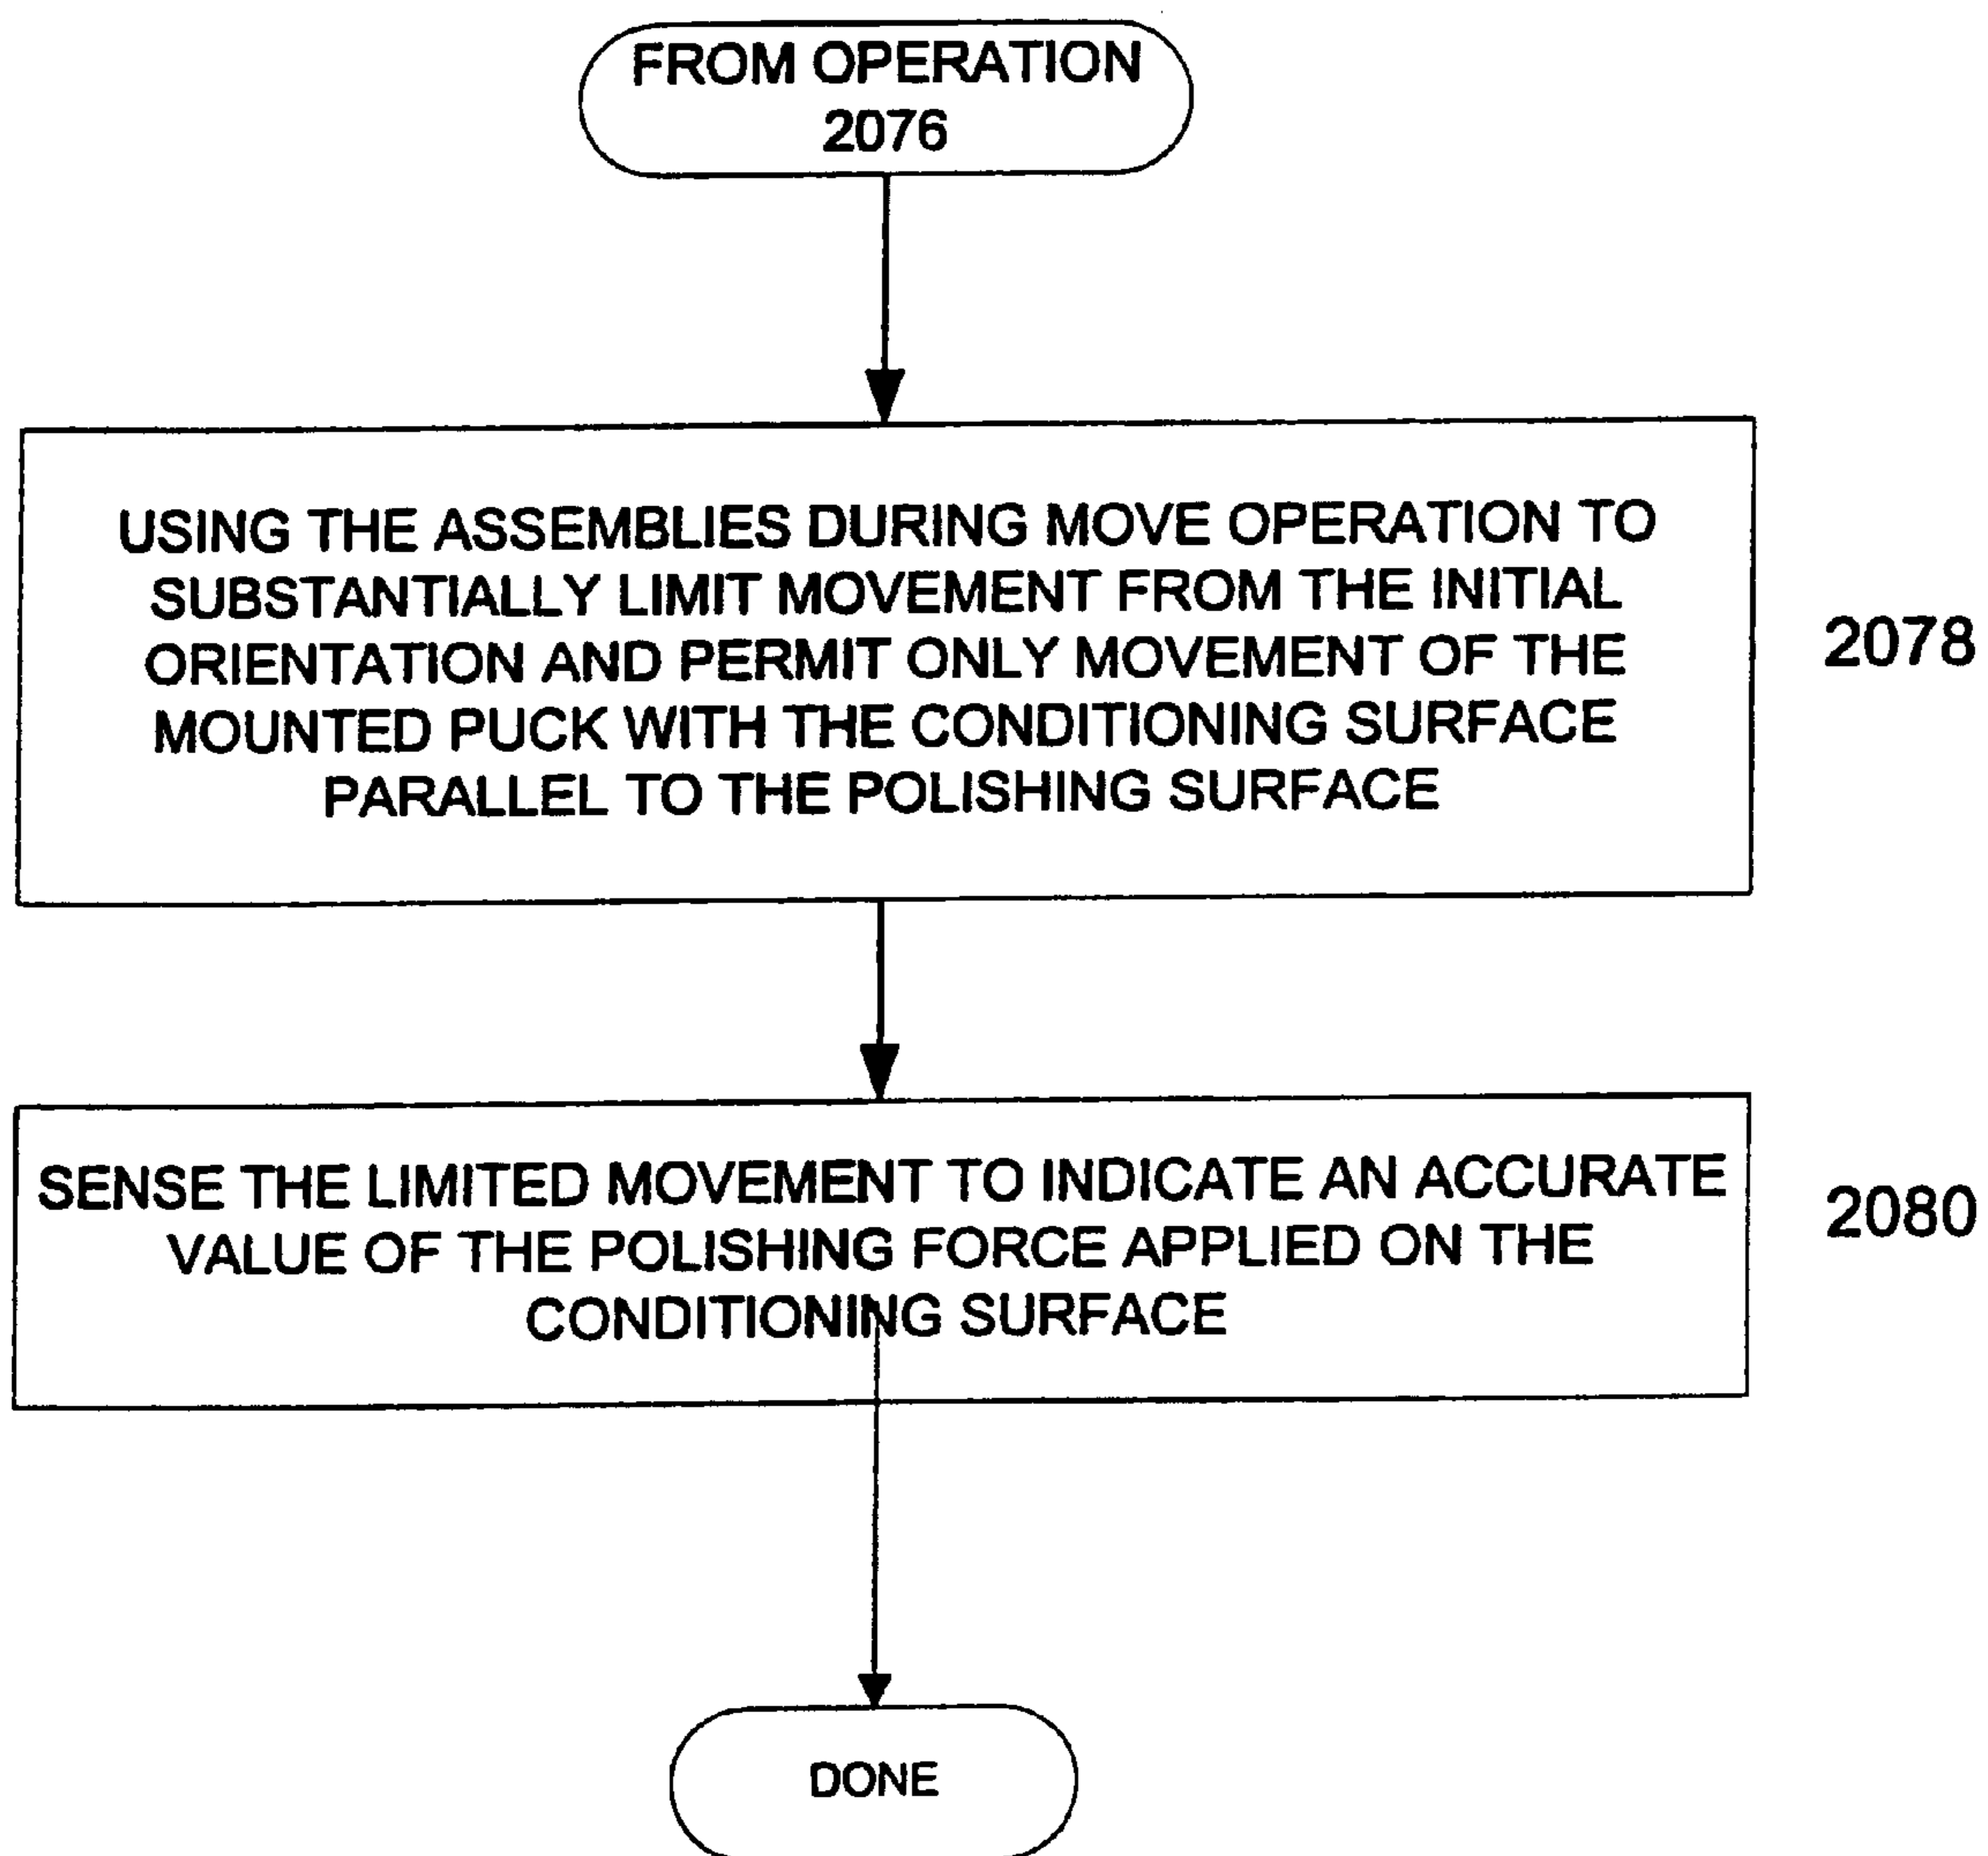 FROM OPERATION
2076
USING THE ASSEMBLIES DURING MOVE OPERATION TO
SUBSTANTIALLY LIMIT MOVEMENT FROM THE INITIAL
ORIENTATION AND PERMIT ONLY MOVEMENT OF THE
MOUNTED PUCK WITH THE CONDITIONING SURFACE
PARALLEL TO THE POLISHING SURFACE
2078
SENSE THE LIMITED MOVEMENT TO INDICATE AN ACCURATE
VALUE OF THE POLISHING FORCE APPLIED ON THE
CONDITIONING SURFACE
2080
DONE